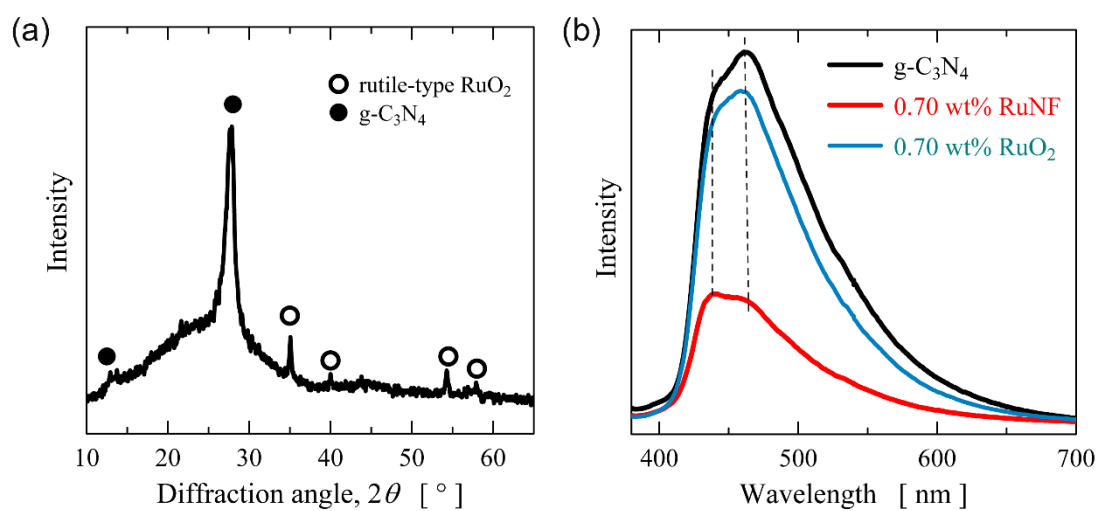 (a)
rutile-type RuO₂
g-C₃N₄
Intensity
10
20
30
40
50
60
Diffraction angle, 2θ [ ° ]
(b)
g-C₃N₄
0.70 wt% RuNF
0.70 wt% RuO₂
Intensity
400
500
600
700
Wavelength [ nm ]